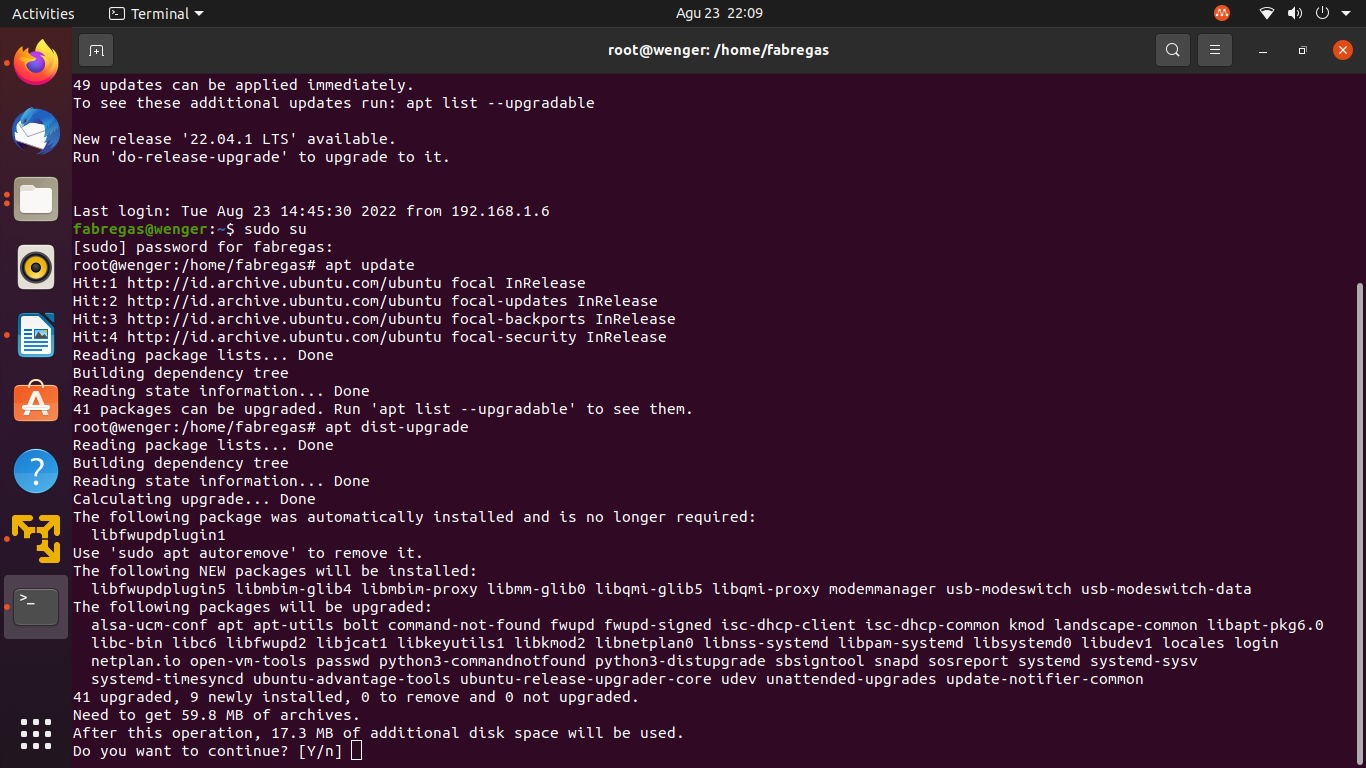 Activities Terminal Agu 23 22:09
root@wenger: /home/fabregas
49 updates can be applied immediately.
To see these additional updates run: apt list --upgradable
New release '22.04.1 LTS' available.
Run 'do-release-upgrade' to upgrade to it.
Last login: Tue Aug 23 14:45:30 2022 from 192.168.1.6
fabregas@wenger:~$ sudo su
[sudo] password for fabregas:
root@wenger:/home/fabregas# apt update
Hit:1 http://id.archive.ubuntu.com/ubuntu focal InRelease
Hit:2 http://id.archive.ubuntu.com/ubuntu focal-updates InRelease
Hit:3 http://id.archive.ubuntu.com/ubuntu focal-backports InRelease
Hit:4 http://id.archive.ubuntu.com/ubuntu focal-security InRelease
Reading package lists... Done
Building dependency tree
Reading state information... Done
41 packages can be upgraded. Run 'apt list --upgradable' to see them.
root@wenger:/home/fabregas# apt dist-upgrade
Reading package lists... Done
Building dependency tree
Reading state information... Done
Calculating upgrade... Done
The following package was automatically installed and is no longer required:
libfwupdplugin1
Use 'sudo apt autoremove' to remove it.
The following NEW packages will be installed:
libfwupdplugin5 libmbim-glib4 libmbim-proxy libmm-glib0 libqmi-glib5 libqmi-proxy modemmanager usb-modeswitch usb-modeswitch-data
The following packages will be upgraded:
alsa-ucm-conf apt apt-utils bolt command-not-found fwupd fwupd-signed isc-dhcp-client isc-dhcp-common kmod landscape-common libapt-pkg6.0
libc-bin libc6 libfwupd2 libjcat1 libkeyutils1 libkmod2 libnetplan0 libnss-systemd libpam-systemd libsystemd0 libudev1 locales login
netplan.io open-vm-tools passwd python3-commandnotfound python3-distupgrade sbsigntool snapd sosreport systemd systemd-sysv
systemd-timesyncd ubuntu-advantage-tools ubuntu-release-upgrader-core udev unattended-upgrades update-notifier-common
41 upgraded, 9 newly installed, 0 to remove and 0 not upgraded.
Need to get 59.8 MB of archives.
After this operation, 17.3 MB of additional disk space will be used.
Do you want to continue? [Y/n]